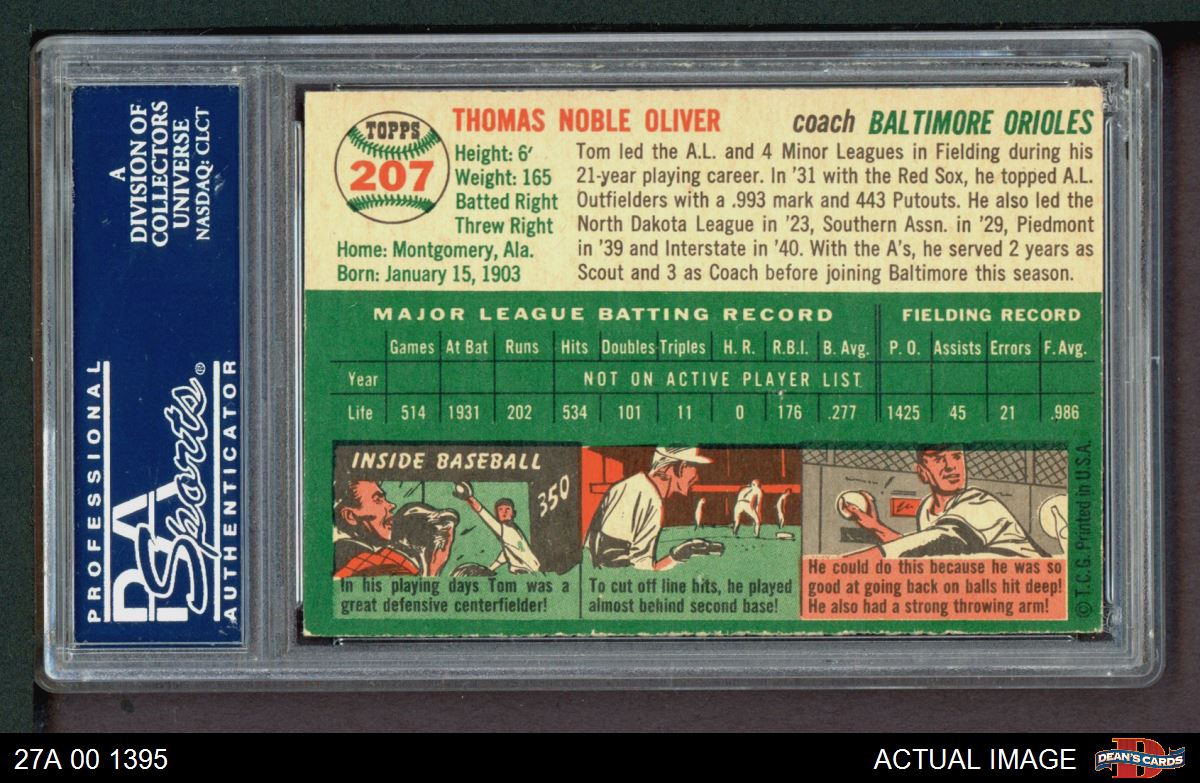 A
DIVISION OF
COLLECTORS
UNIVERSE
NASDAQ: CLCT
PROFESSIONAL
PSA
Sports®
AUTHENTICATOR
TOPPS
207
THOMAS NOBLE OLIVER
coach BALTIMORE ORIOLES
Height: 6'
Weight: 165
Batted Right
Threw Right
Home: Montgomery, Ala.
Born: January 15, 1903
Tom led the A.L. and 4 Minor Leagues in Fielding during his
21-year playing career. In '31 with the Red Sox, he topped A.L.
Outfielders with a .993 mark and 443 Putouts. He also led the
North Dakota League in '23, Southern Assn. in '29, Piedmont
in '39 and Interstate in '40. With the A's, he served 2 years as
Scout and 3 as Coach before joining Baltimore this season.
MAJOR LEAGUE BATTING RECORD FIELDING RECORD
Games At Bat Runs Hits Doubles Triples H. R. R.B.I. B. Avg. P. O. Assists Errors F. Avg.
Year NOT ON ACTIVE PLAYER LIST
Life 514 1931 202 534 101 11 0 176 .277 1425 45 21 .986
INSIDE BASEBALL
350
In his playing days Tom was a
great defensive centerfielder!
To cut off line hits, he played
almost behind second base!
He could do this because he was so
good at going back on balls hit deep!
He also had a strong throwing arm!
© T.C.G. Printed in U.S.A.
27A 00 1395
ACTUAL IMAGE
D
DEAN'S CARDS